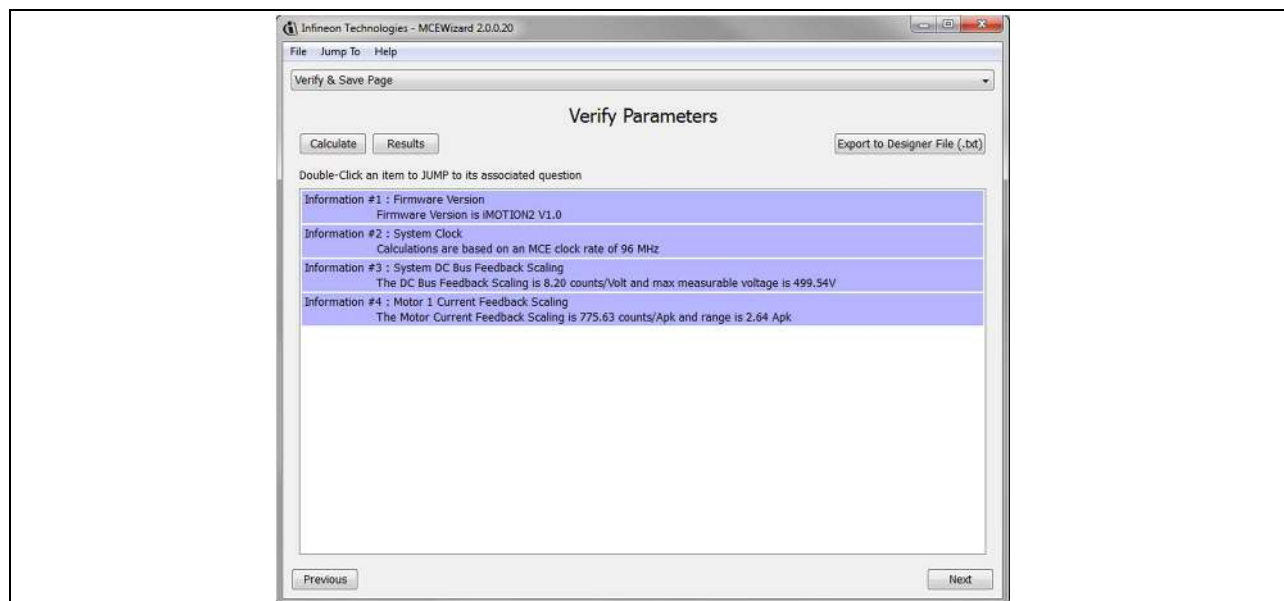 Infineon Technologies - MCEWizard 2.0.0.20
File Jump To Help
Verify & Save Page
Verify Parameters
Calculate Results Export to Designer File (.txt)
Double-Click an item to JUMP to its associated question
Information #1 : Firmware Version
Firmware Version is iMOTION2 V1.0
Information #2 : System Clock
Calculations are based on an MCE clock rate of 96 MHz
Information #3 : System DC Bus Feedback Scaling
The DC Bus Feedback Scaling is 8.20 counts/Volt and max measurable voltage is 499.54V
Information #4 : Motor 1 Current Feedback Scaling
The Motor Current Feedback Scaling is 775.63 counts/Apk and range is 2.64 Apk
Previous Next